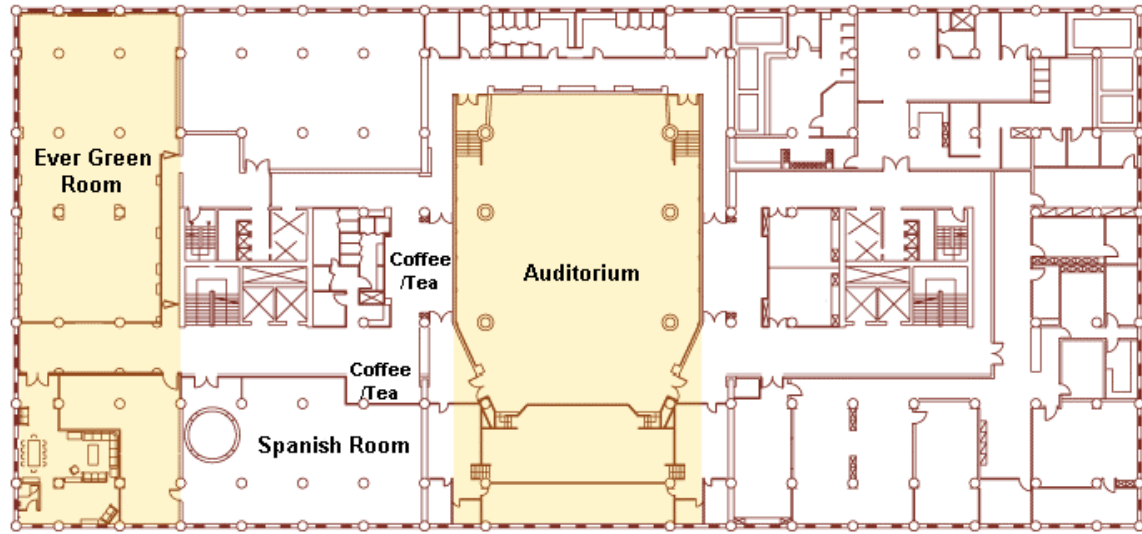 Ever Green
Room
Coffee
/Tea
Auditorium
Coffee
/Tea
Spanish Room